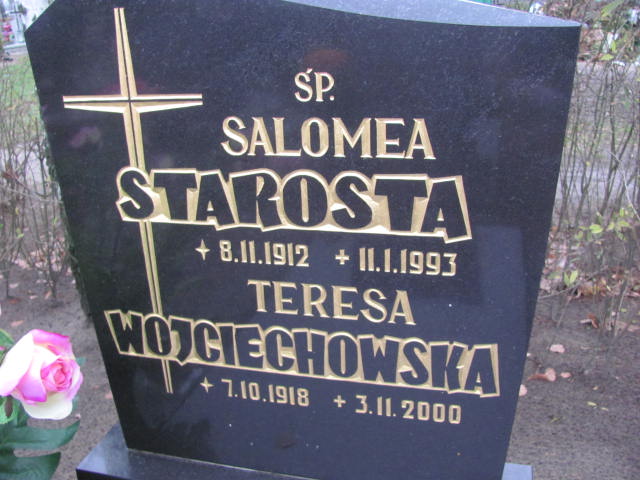 ŚP.
SALOMEA
STAROSTA
✦ 8.11.1912 + 11.1.1993
TERESA
WOJCIECHOWSKA
✦ 7.10.1918 + 3.11.2000